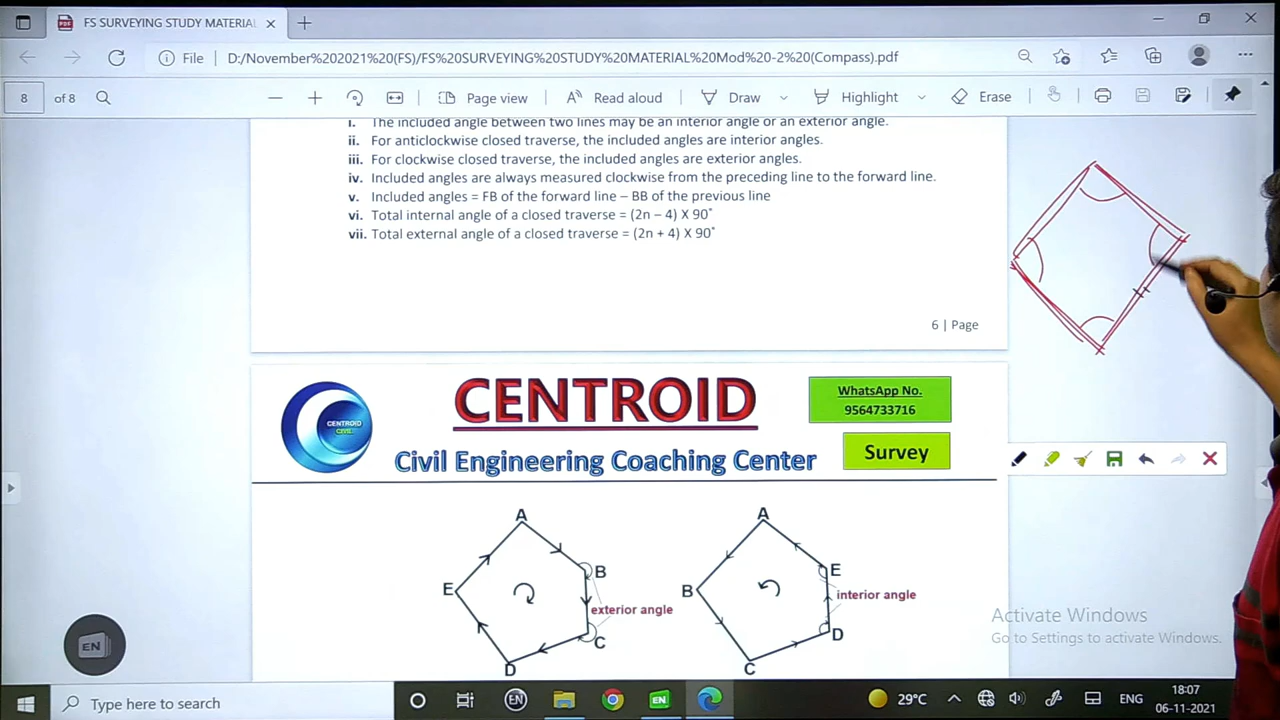 FS SURVEYING STUDY MATERIAL
File D:/November%202021%20(FS)/FS%20SURVEYING%20STUDY%20MATERIAL%20Mod%20-2%20(Compass).pdf
8 of 8 Page view Read aloud Draw Highlight Erase
i. The included angle between two lines may be an interior angle or an exterior angle.
ii. For anticlockwise closed traverse, the included angles are interior angles.
iii. For clockwise closed traverse, the included angles are exterior angles.
iv. Included angles are always measured clockwise from the preceding line to the forward line.
v. Included angles = FB of the forward line – BB of the previous line
vi. Total internal angle of a closed traverse = (2n – 4) X 90˚
vii. Total external angle of a closed traverse = (2n + 4) X 90˚
6 | Page
CENTROID
CIVIL
CENTROID
Civil Engineering Coaching Center
WhatsApp No.
9564733716
Survey
A
B
exterior angle
C
D
E
A
E
interior angle
D
C
B
Activate Windows
Go to Settings to activate Windows.
EN
Type here to search
EN
EN
29°C
ENG
18:07
06-11-2021